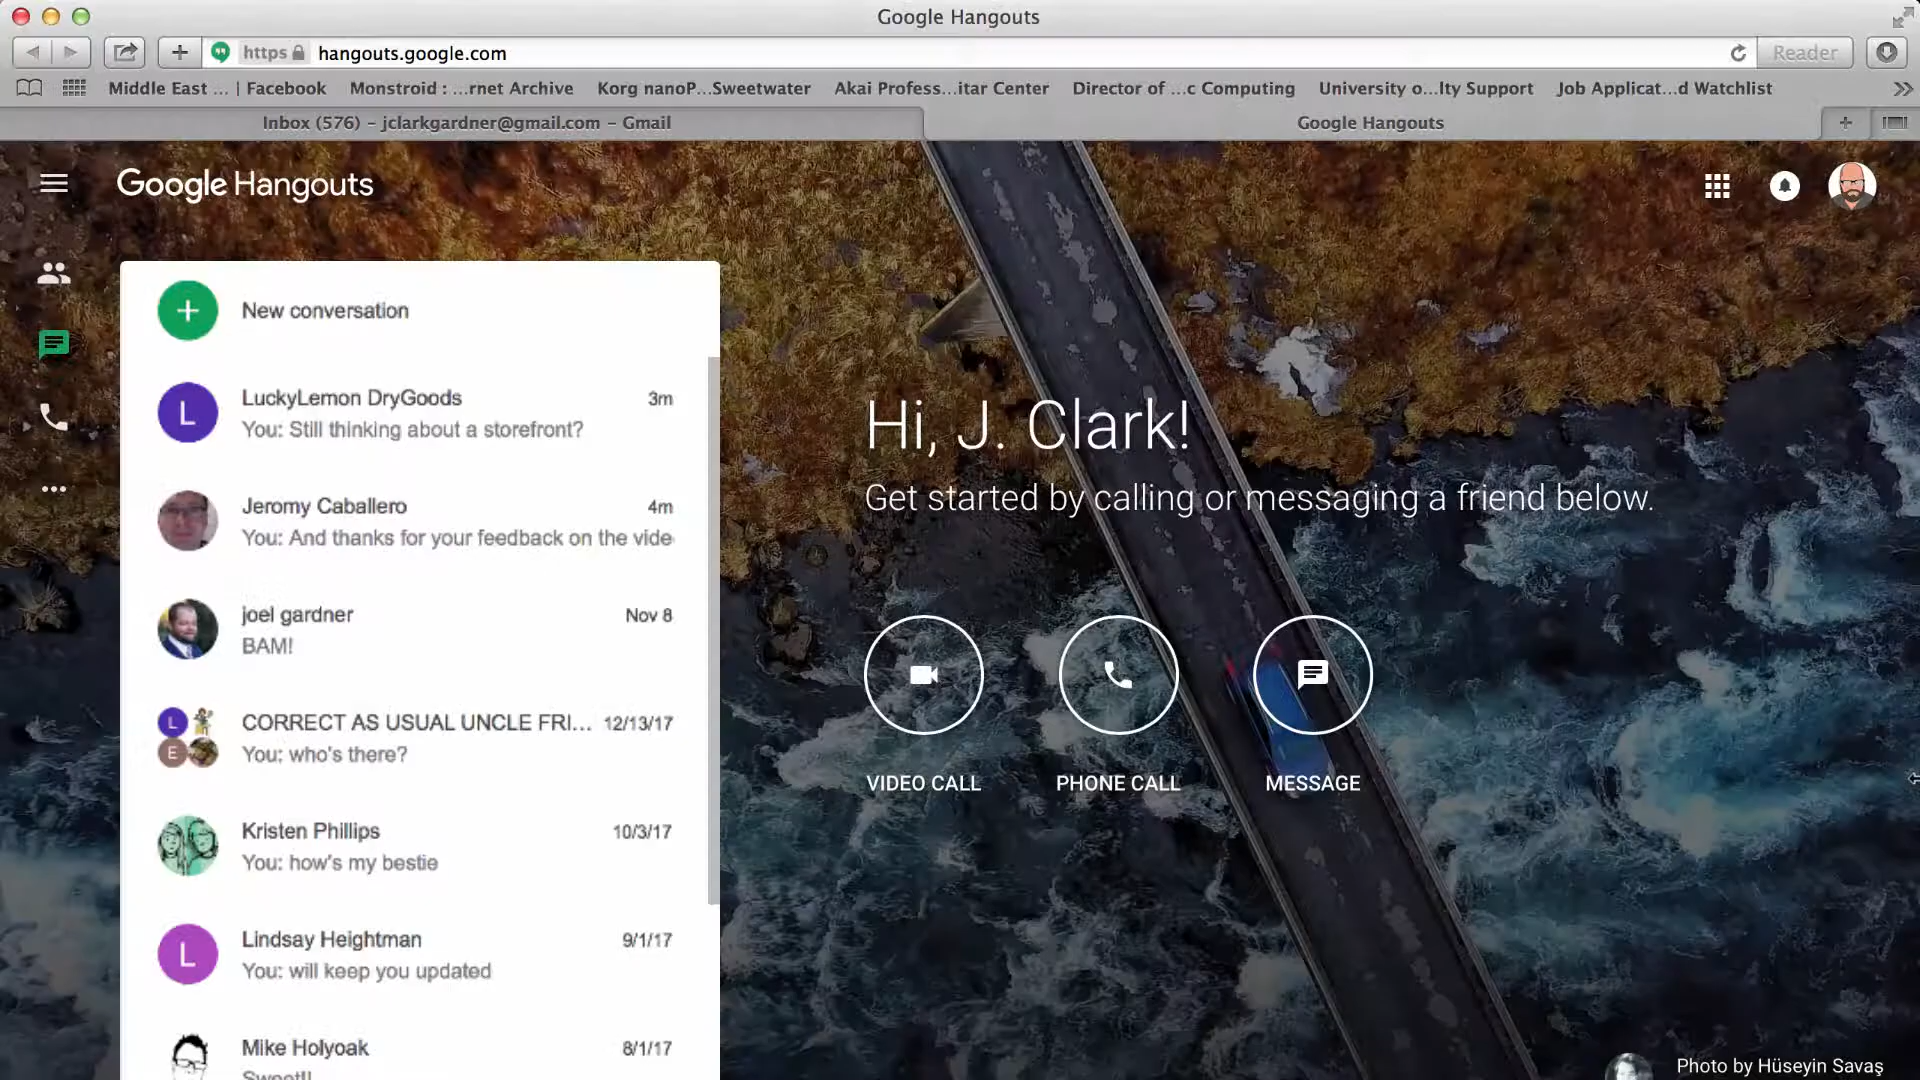 Google Hangouts
https hangouts.google.com
Reader
Middle East ... | Facebook
Monstroid : ...rnet Archive
Korg nanoP...Sweetwater
Akai Profess...itar Center
Director of ...c Computing
University o...lty Support
Job Applicat...d Watchlist
Inbox (576) – jclarkgardner@gmail.com – Gmail
Google Hangouts
Google Hangouts
New conversation
L
LuckyLemon DryGoods 3m
You: Still thinking about a storefront?
Jeromy Caballero 4m
You: And thanks for your feedback on the vide
joel gardner Nov 8
BAM!
L
E
CORRECT AS USUAL UNCLE FRI... 12/13/17
You: who's there?
Kristen Phillips 10/3/17
You: how's my bestie
L
Lindsay Heightman 9/1/17
You: will keep you updated
Mike Holyoak 8/1/17
Sweet!!
Hi, J. Clark!
Get started by calling or messaging a friend below.
VIDEO CALL
PHONE CALL
MESSAGE
Photo by Hüseyin Savaş